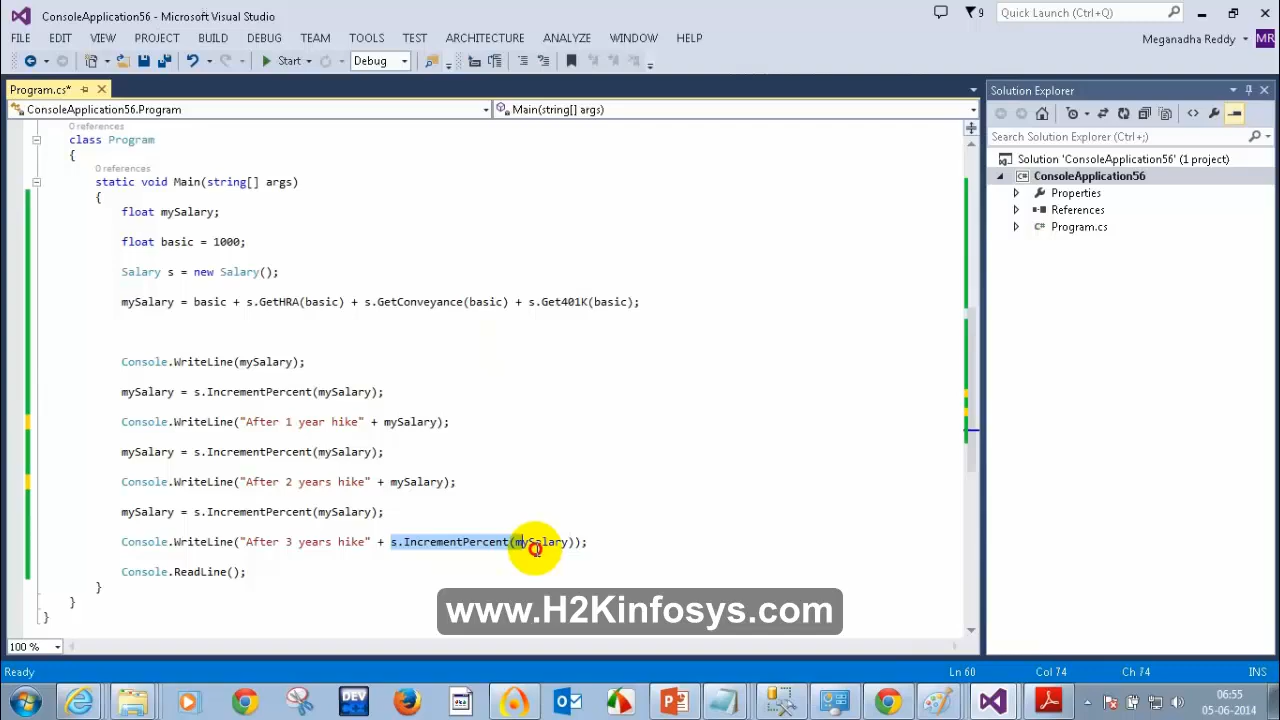 ConsoleApplication56 - Microsoft Visual Studio
9
Quick Launch (Ctrl+Q)
FILE EDIT VIEW PROJECT BUILD DEBUG TEAM TOOLS TEST ARCHITECTURE ANALYZE WINDOW HELP
Meganadha Reddy MR
Start Debug
Program.cs*
ConsoleApplication56.Program
Main(string[] args)
0 references
class Program
{
0 references
static void Main(string[] args)
{
float mySalary;
float basic = 1000;
Salary s = new Salary();
mySalary = basic + s.GetHRA(basic) + s.GetConveyance(basic) + s.Get401K(basic);
Console.WriteLine(mySalary);
mySalary = s.IncrementPercent(mySalary);
Console.WriteLine("After 1 year hike" + mySalary);
mySalary = s.IncrementPercent(mySalary);
Console.WriteLine("After 2 years hike" + mySalary);
mySalary = s.IncrementPercent(mySalary);
Console.WriteLine("After 3 years hike" + s.IncrementPercent(mySalary));
Console.ReadLine();
}
}
}
www.H2Kinfosys.com
100 %
Solution Explorer
Search Solution Explorer (Ctrl+;)
Solution 'ConsoleApplication56' (1 project)
C# ConsoleApplication56
Properties
References
C# Program.cs
Ready
Ln 60
Col 74
Ch 74
INS
DEV
06:55
05-06-2014